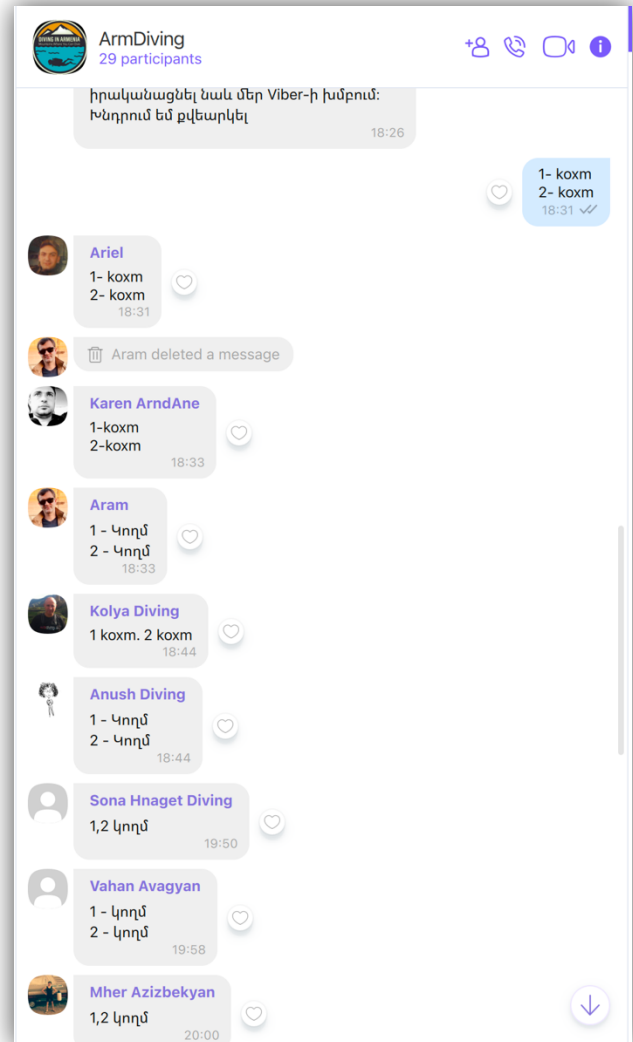 DIVING IN ARMENIA
ArmDiving
29 participants
իրականացնել նաև մեր Viber-ի խմբում:
Խնդրում եմ քվեարկել
18:26
1- koxm
2- koxm
18:31
Ariel
1- koxm
2- koxm
18:31
Aram deleted a message
Karen ArndAne
1-koxm
2-koxm
18:33
Aram
1 - Կողմ
2 - Կողմ
18:33
Kolya Diving
1 koxm. 2 koxm
18:44
Anush Diving
1 - Կողմ
2 - Կողմ
18:44
Sona Hnaget Diving
1,2 կողմ
19:50
Vahan Avagyan
1 - կողմ
2 - կողմ
19:58
Mher Azizbekyan
1,2 կողմ
20:00